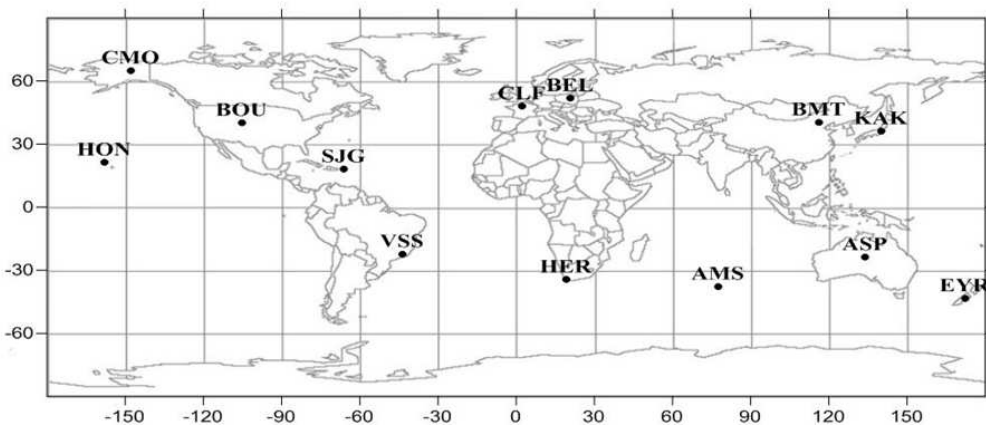 CMO
60
CLF BEL
BOU
BMT
KAK
30
HON
SJG
0
VSS
ASP
-30
HER
AMS
EYR
-60
-150 -120 -90 -60 -30 0 30 60 90 120 150